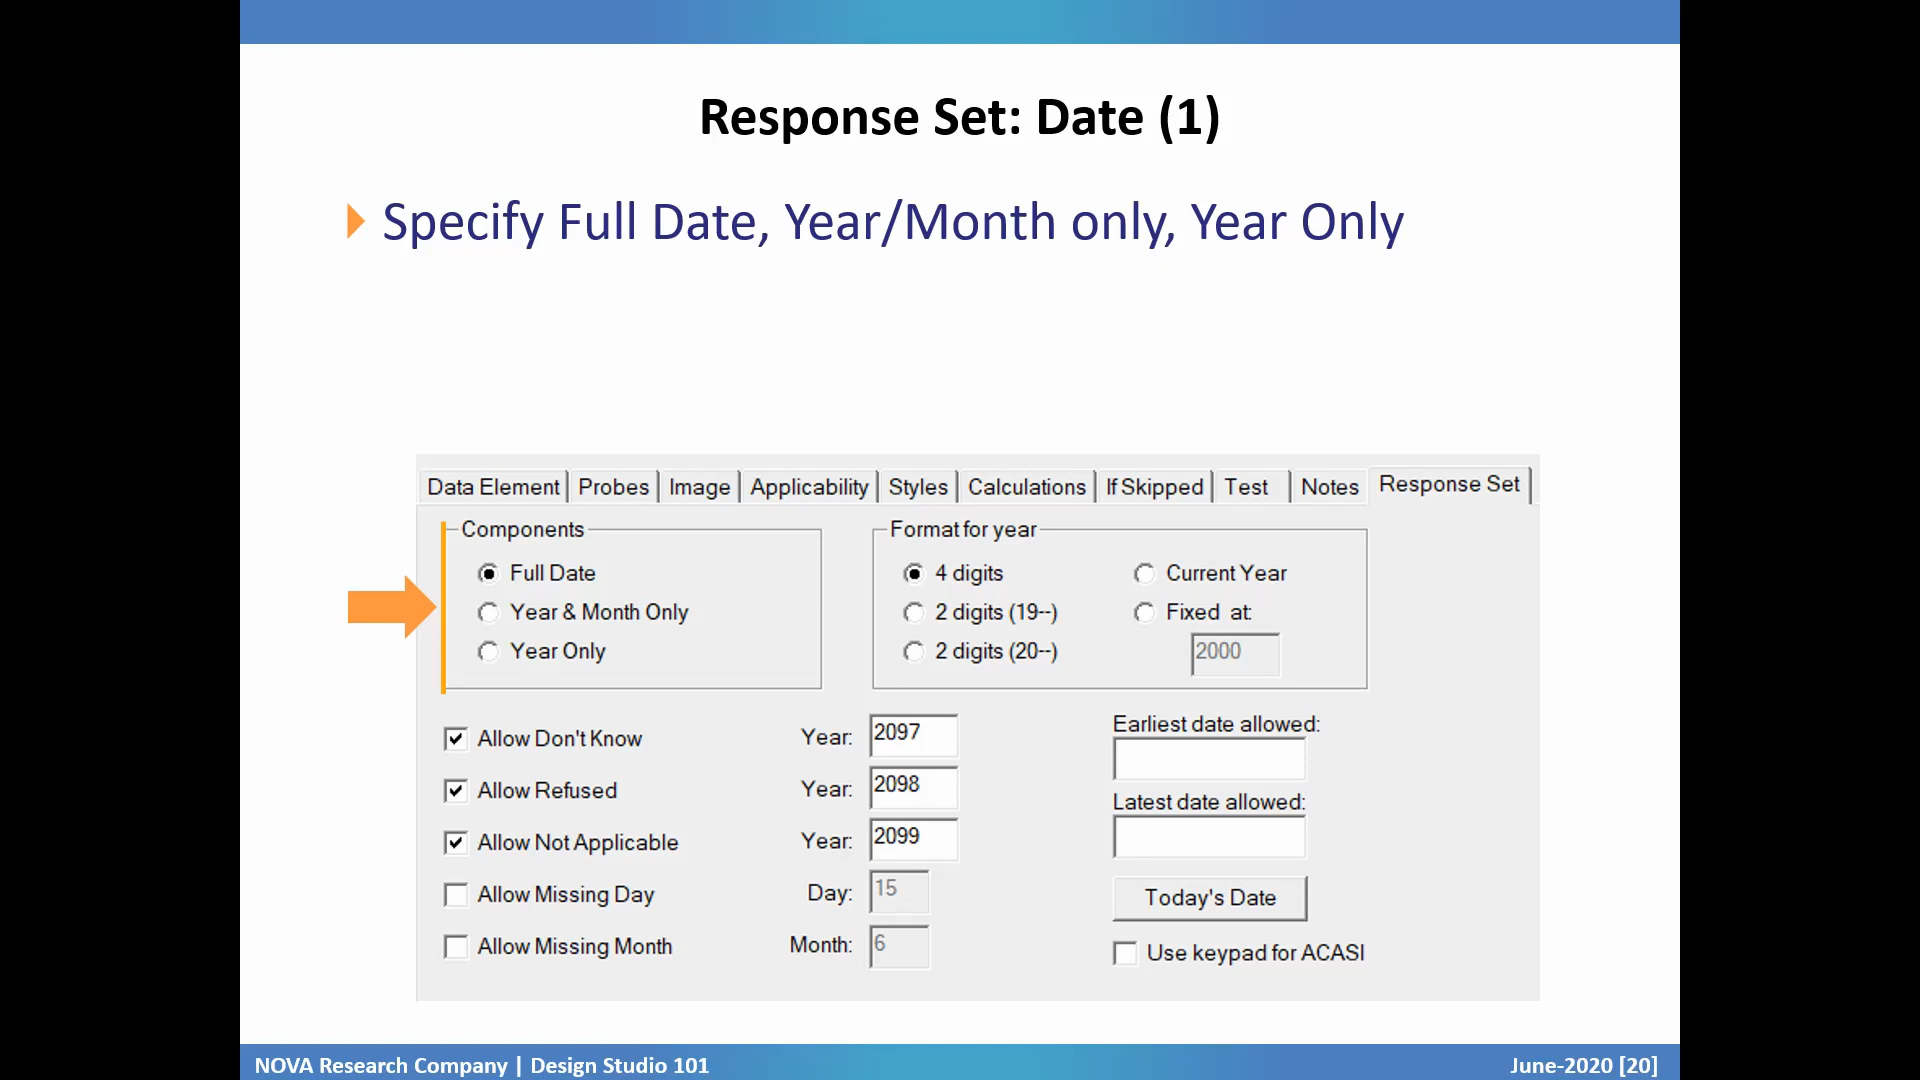 Response Set: Date (1)
Specify Full Date, Year/Month only, Year Only
Data Element Probes Image Applicability Styles Calculations If Skipped Test Notes Response Set
Components
Full Date
Year & Month Only
Year Only
Format for year
4 digits
2 digits (19--)
2 digits (20--)
Current Year
Fixed at:
2000
Allow Don't Know Year: 2097
Allow Refused Year: 2098
Allow Not Applicable Year: 2099
Allow Missing Day Day: 15
Allow Missing Month Month: 6
Earliest date allowed:
Latest date allowed:
Today's Date
Use keypad for ACASI
NOVA Research Company | Design Studio 101
June-2020 [20]